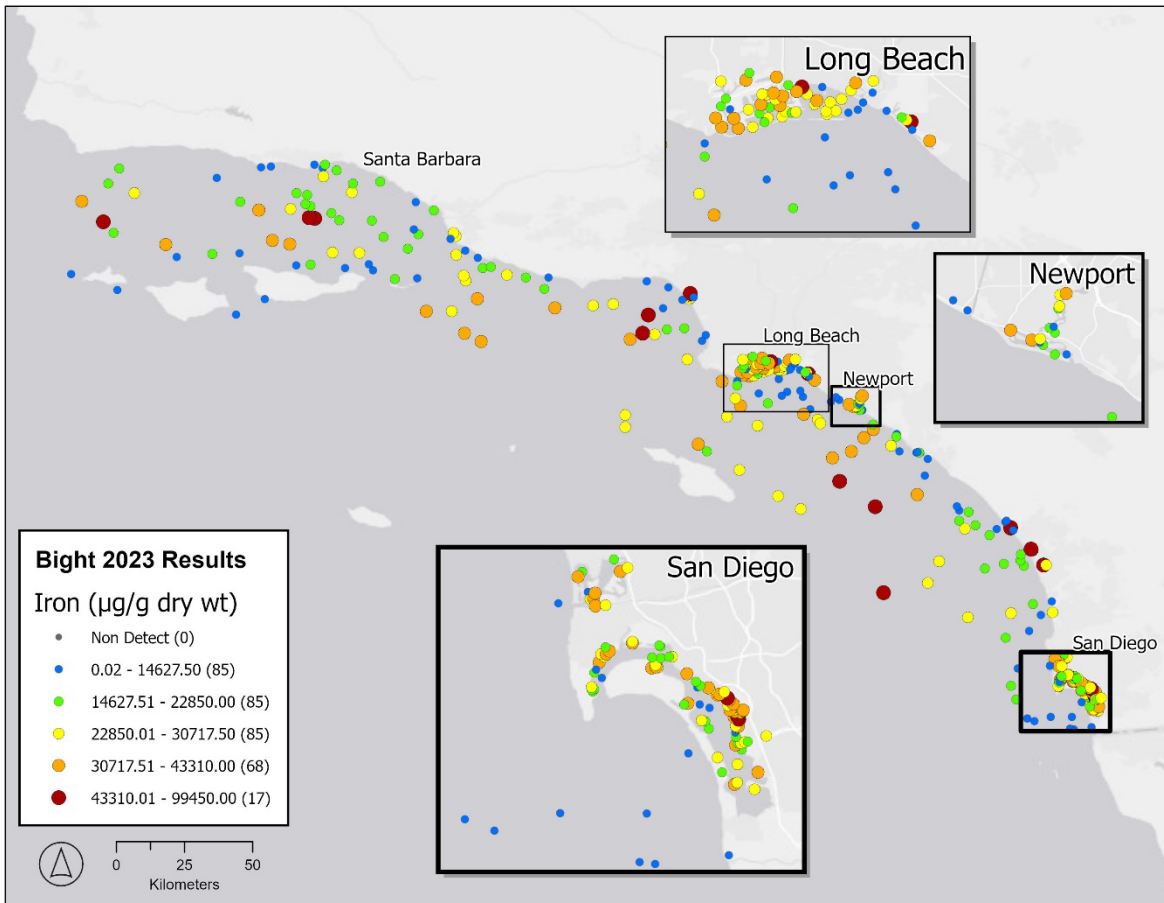 Long Beach
Santa Barbara
Newport
Long Beach
Newport
San Diego
San Diego
Bight 2023 Results
Iron (µg/g dry wt)
Non Detect (0)
0.02 - 14627.50 (85)
14627.51 - 22850.00 (85)
22850.01 - 30717.50 (85)
30717.51 - 43310.00 (68)
43310.01 - 99450.00 (17)
0 25 50
Kilometers